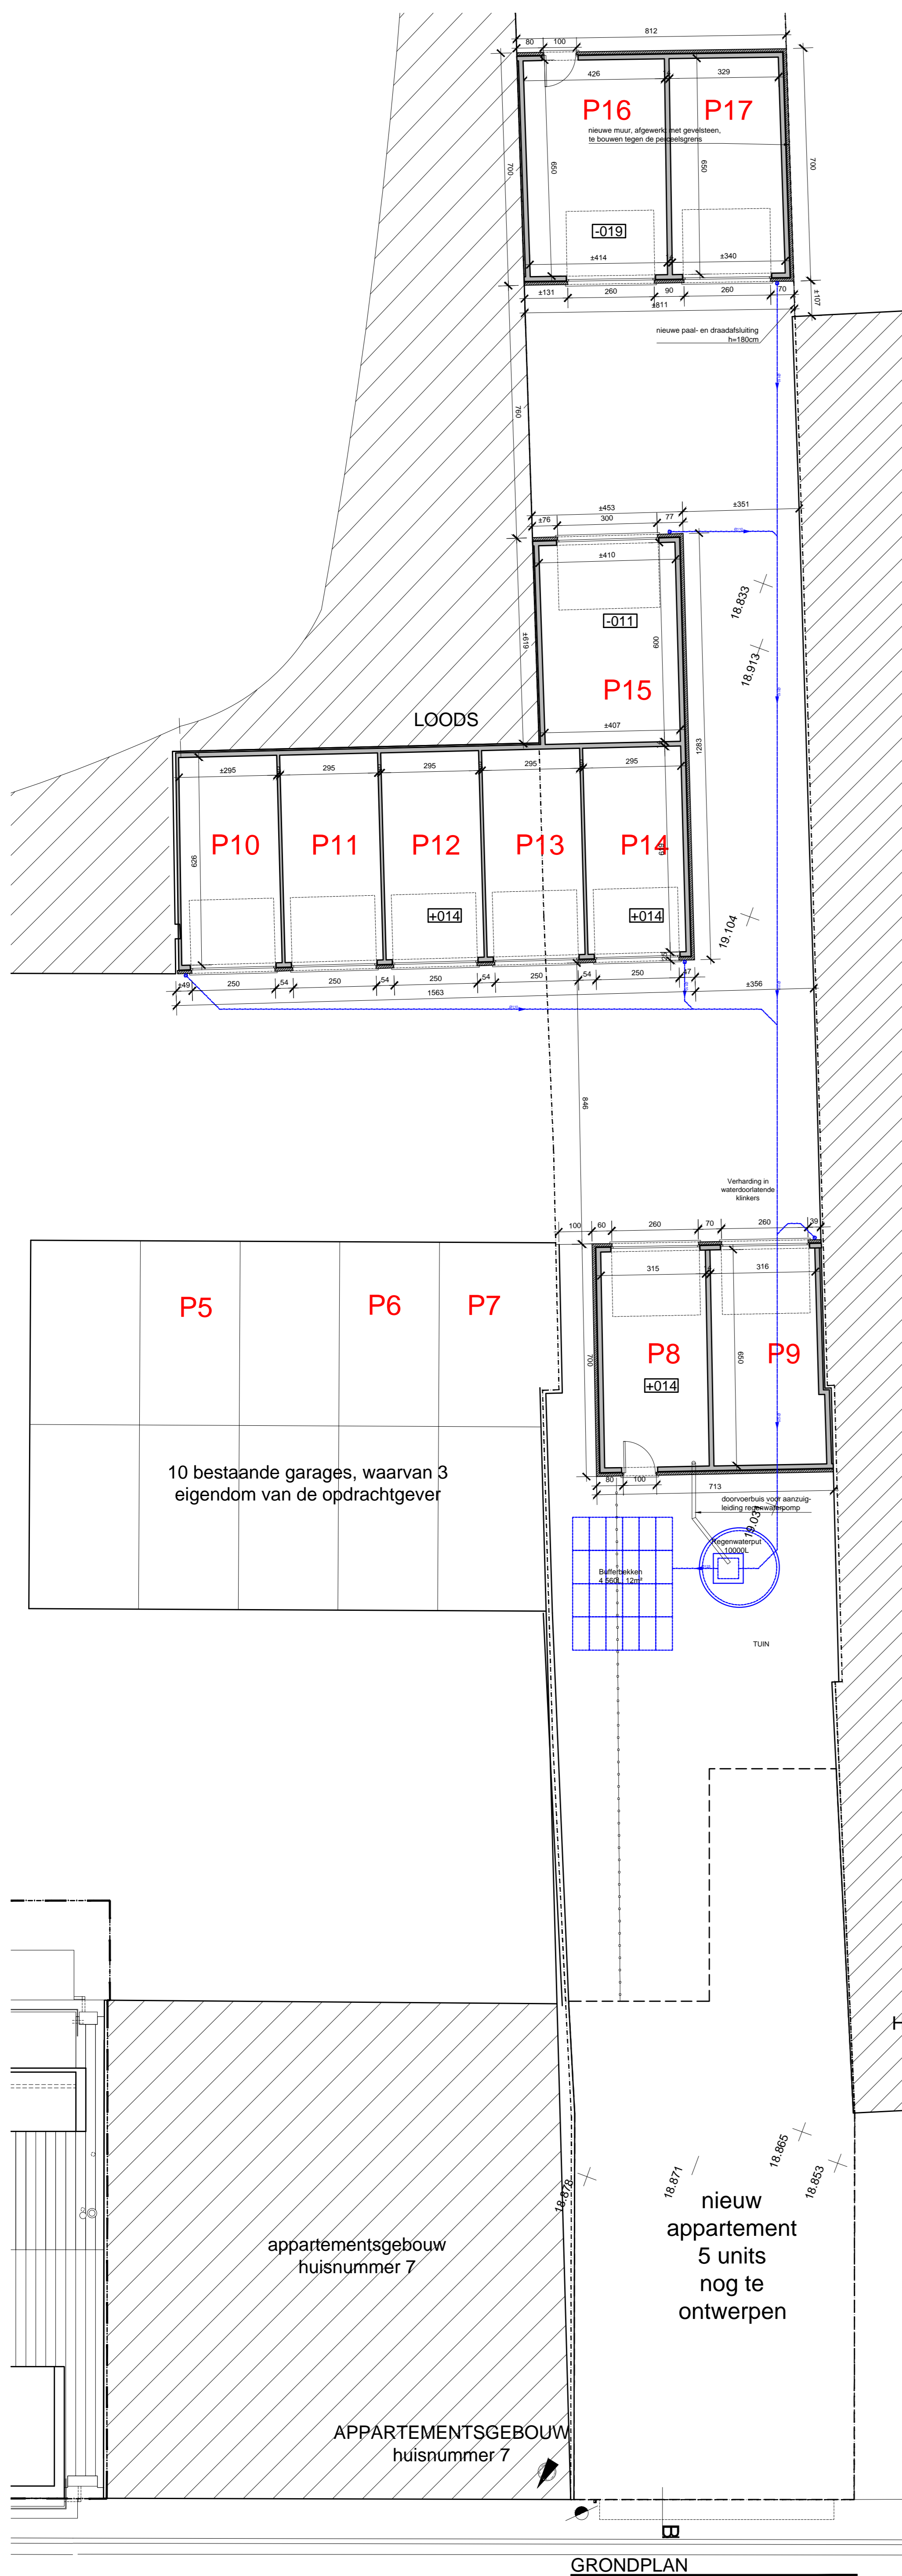 812
80
100
426
329
P16
P17
nieuwe muur, afgewerkt met gevelsteen,
te bouwen tegen de perceelsgrens
700
650
650
700
-019
±414
±340
±131
260
90
260
70
±811
±107
nieuwe paal- en draadafsluiting
h=180cm
760
±453
±351
±76
300
77
±410
-011
18.833
18.913
±619
600
P15
LOODS
±407
1283
±295
295
295
295
295
P10
P11
P12
P13
P14
629
+014
+014
19.104
±49
250
54
250
54
250
54
250
54
250
47
1563
±356
846
Verharding in
waterdoorlatende
klinkers
100
60
260
70
260
39
315
316
P5
P6
P7
P8
P9
700
650
+014
10 bestaande garages, waarvan 3
eigendom van de opdrachtgever
80
100
713
doorvoerbuis voor aanzuig-
leiding regenwaterpomp
19.031
Regenwaterput
10000L
Bufferbekken
4.560L, 12m²
TUIN
H
18.878
18.871
18.865
18.853
nieuw
appartement
5 units
nog te
ontwerpen
appartementsgebouw
huisnummer 7
APPARTEMENTSGEBOUW
huisnummer 7
B
GRONDPLAN